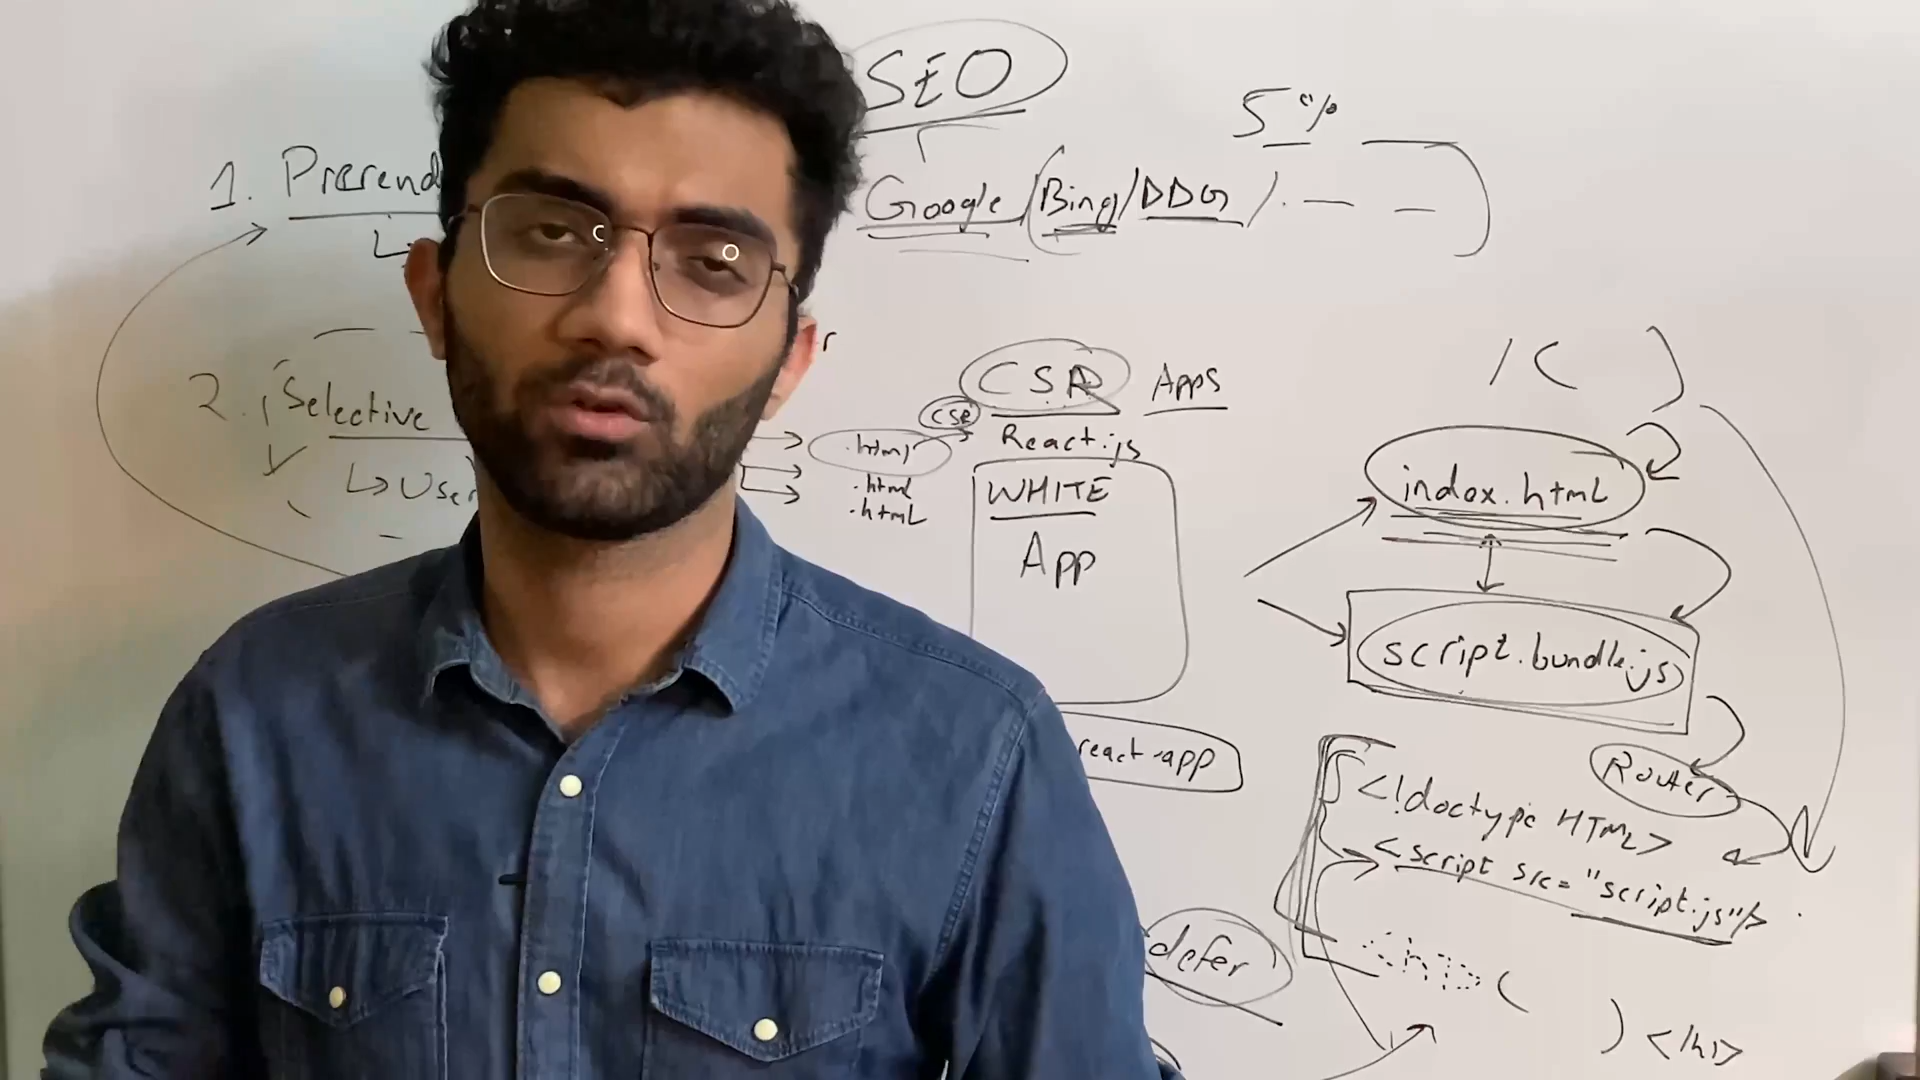 SEO
5%
1. Prerend
Google/Bing/DDG/. — —
2. Selective
↳ User
CSR Apps
CSR
.html
React.js
.html
.html
WHITE
App
/(      )
index.html
script.bundle.js
react-app
Router
<!doctype HTML>
<script src="script.js"/>
defer
<h1>(
)</h1>